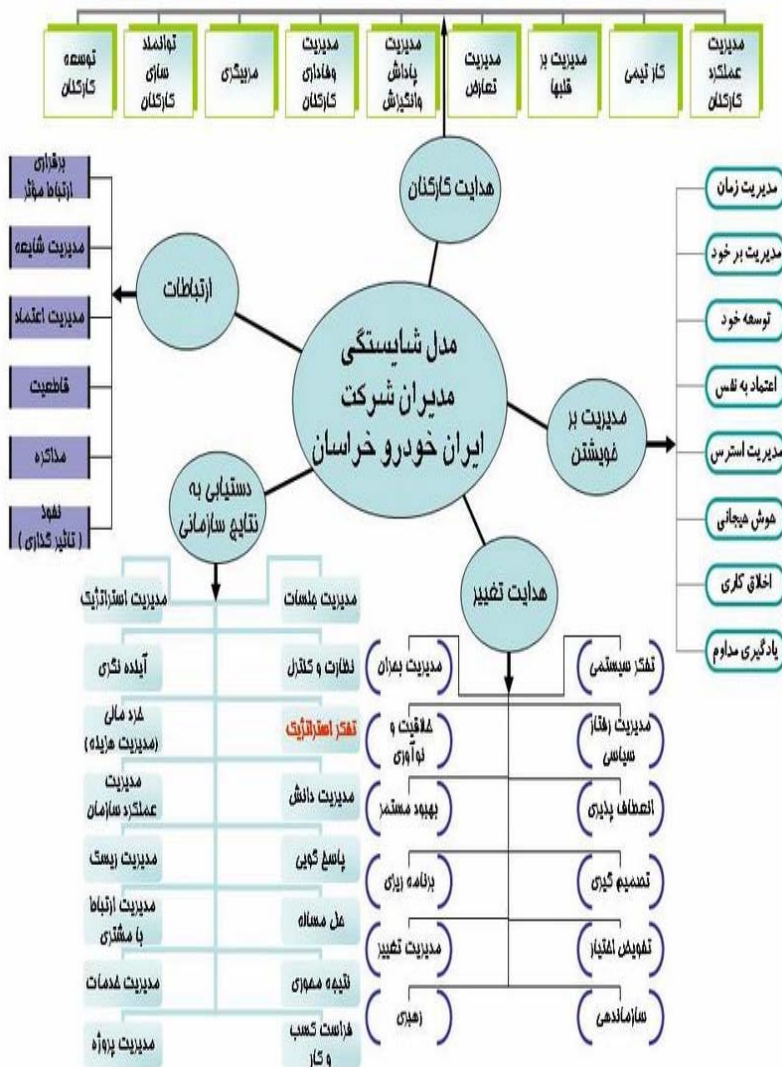 مدیریت
عملکرد
کارکنان
کار تیمی
مدیریت بر
قلبها
مدیریت
تعارض
مدیریت
پاداش
وانگیزش
مدیریت
وفاداری
کارکنان
مربیگری
توانمند
سازی
کارکنان
توسعه
کارکنان
هدایت کارکنان
مدیریت زمان
مدیریت بر خود
توسعه خود
اعتماد به نفس
مدیریت استرس
هوش هیجانی
اخلاق کاری
یادگیری مداوم
مدیریت بر
خویشتن
مدل شایستگی
مدیران شرکت
ایران خودرو خراسان
ارتباطات
برقراری
ارتباط مؤثر
مدیریت شایعه
مدیریت اعتماد
قاطعیت
مذاکره
نفوذ
(تاثیر گذاری)
دستیابی به
نتایج سازمانی
هدایت تغییر
تفکر سیستمی
مدیریت رفتار
سیاسی
انعطاف پذیری
تصمیم گیری
تفویض اختیار
سازماندهی
مدیریت بحران
خلاقیت و
نوآوری
بهبود مستمر
برنامه ریزی
مدیریت تغییر
رهبری
مدیریت جلسات
نظارت و کنترل
تفکر استراتژیک
مدیریت دانش
پاسخ گویی
حل مساله
نتیجه محوری
فراست کسب
و کار
مدیریت استراتژیک
آینده نگری
خرد مالی
(مدیریت هزینه)
مدیریت
عملکرد سازمان
مدیریت ریسک
مدیریت ارتباط
با مشتری
مدیریت خدمات
مدیریت پروژه